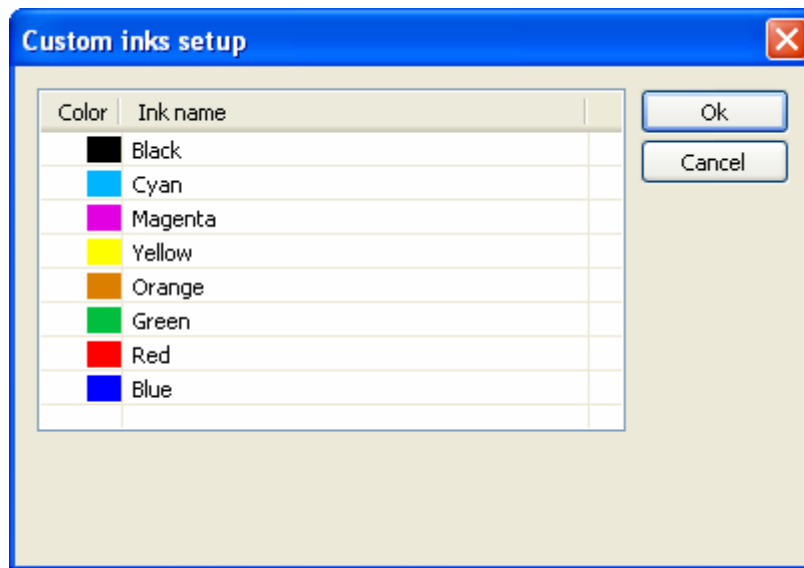 Custom inks setup
Color Ink name
Ok
Black
Cancel
Cyan
Magenta
Yellow
Orange
Green
Red
Blue